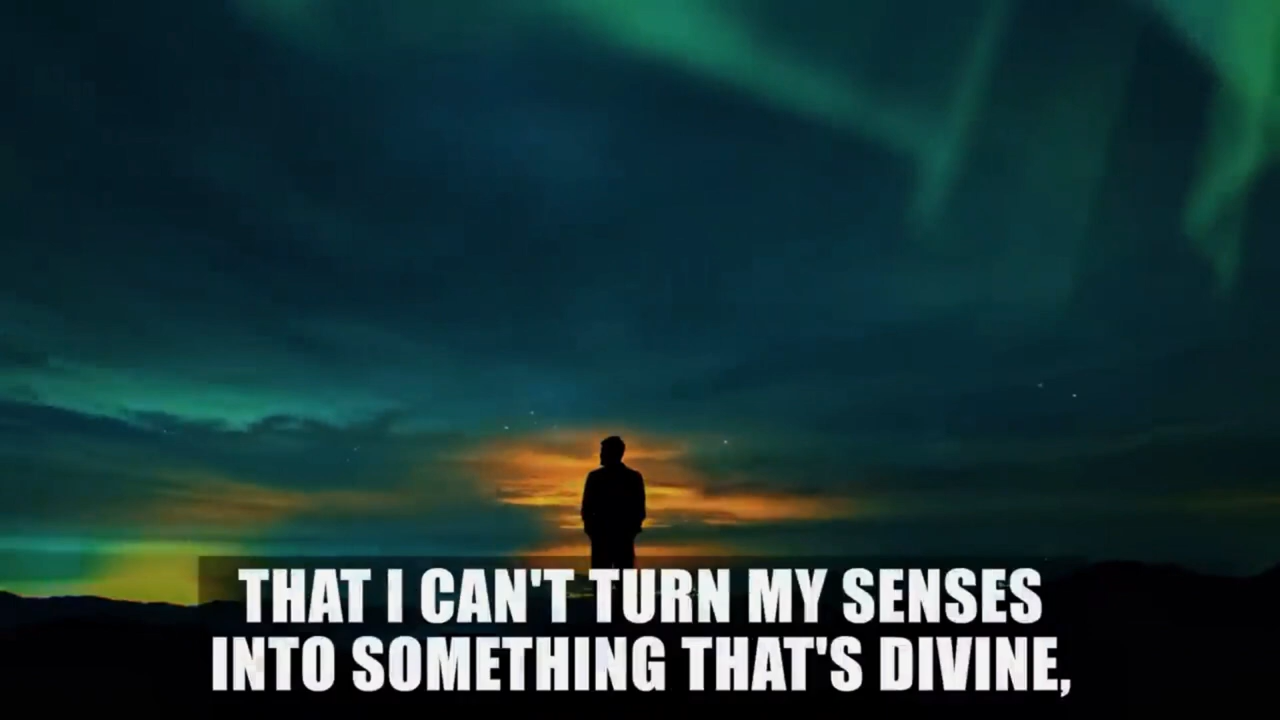 THAT I CAN'T TURN MY SENSES
INTO SOMETHING THAT'S DIVINE,